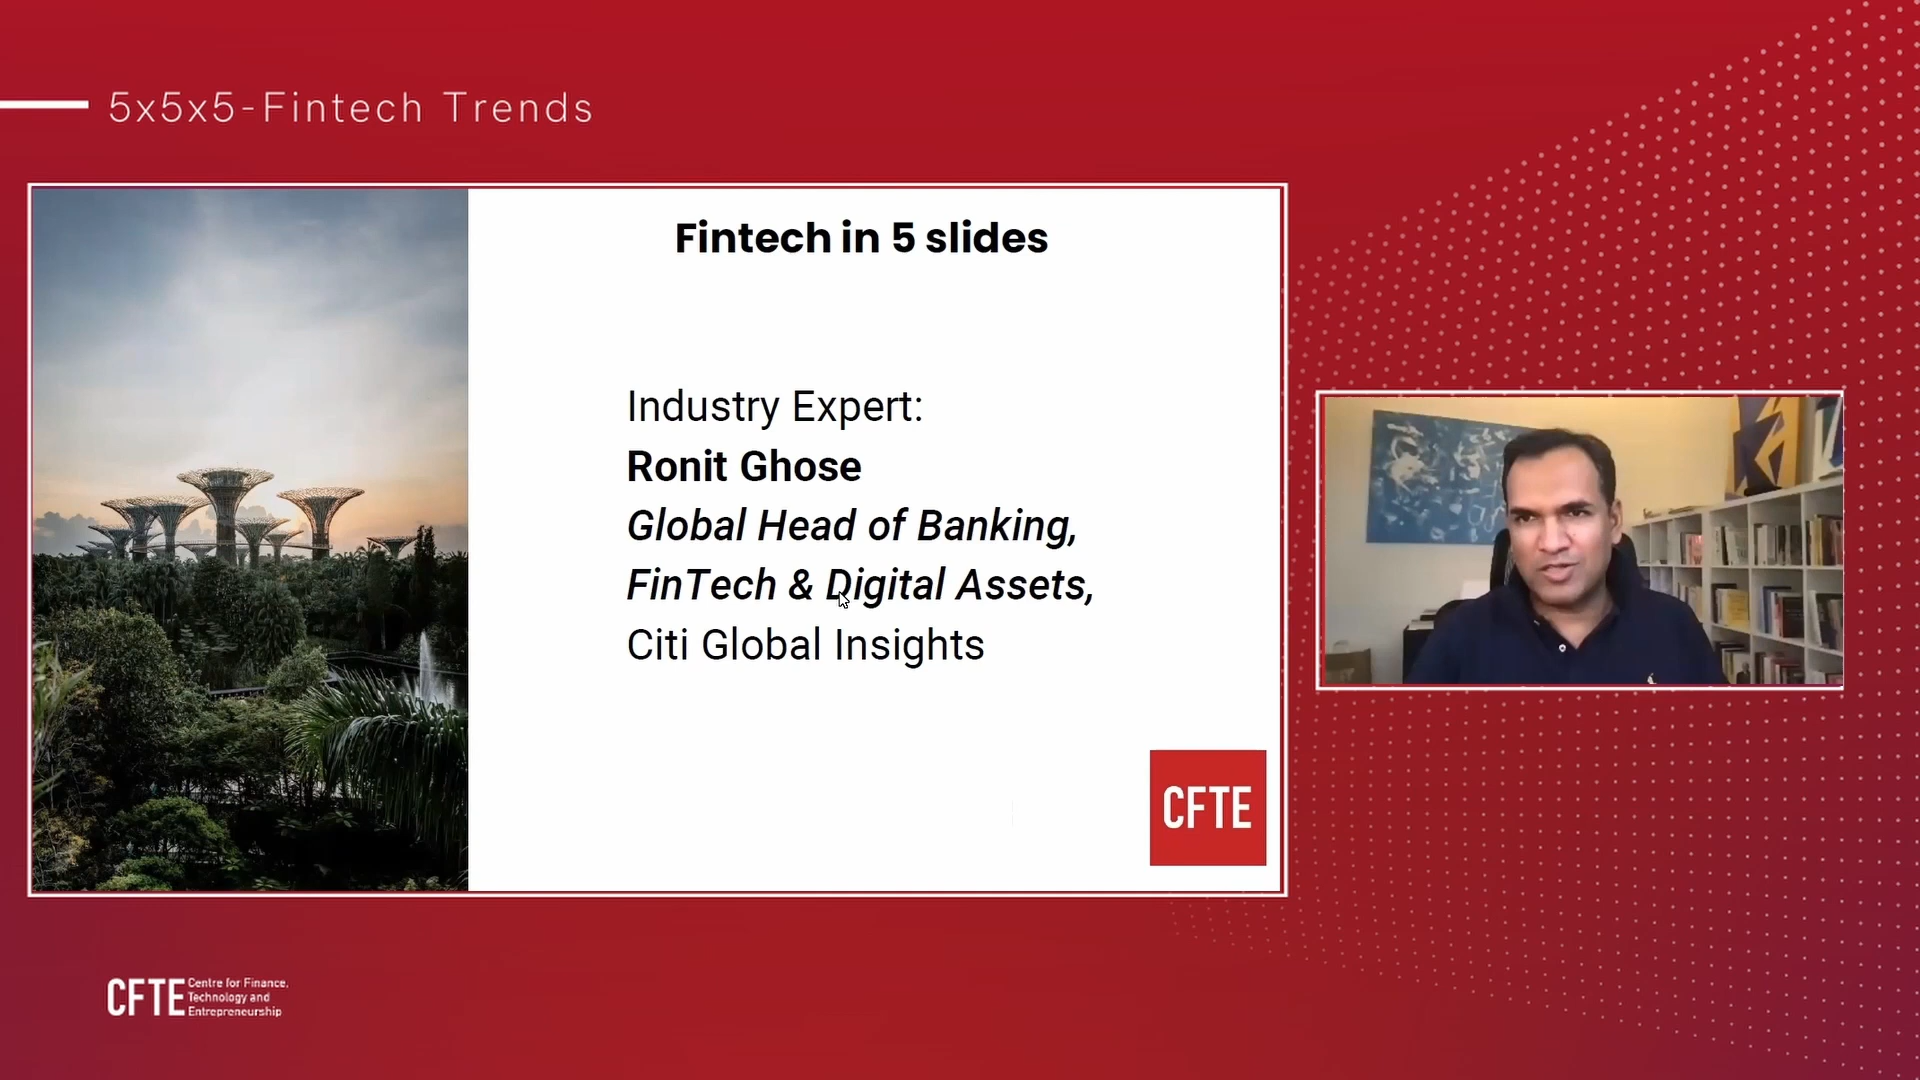 5x5x5-Fintech Trends
Fintech in 5 slides
Industry Expert:
Ronit Ghose
Global Head of Banking,
FinTech & Digital Assets,
Citi Global Insights
CFTE
CFTE
Centre for Finance,
Technology and
Entrepreneurship